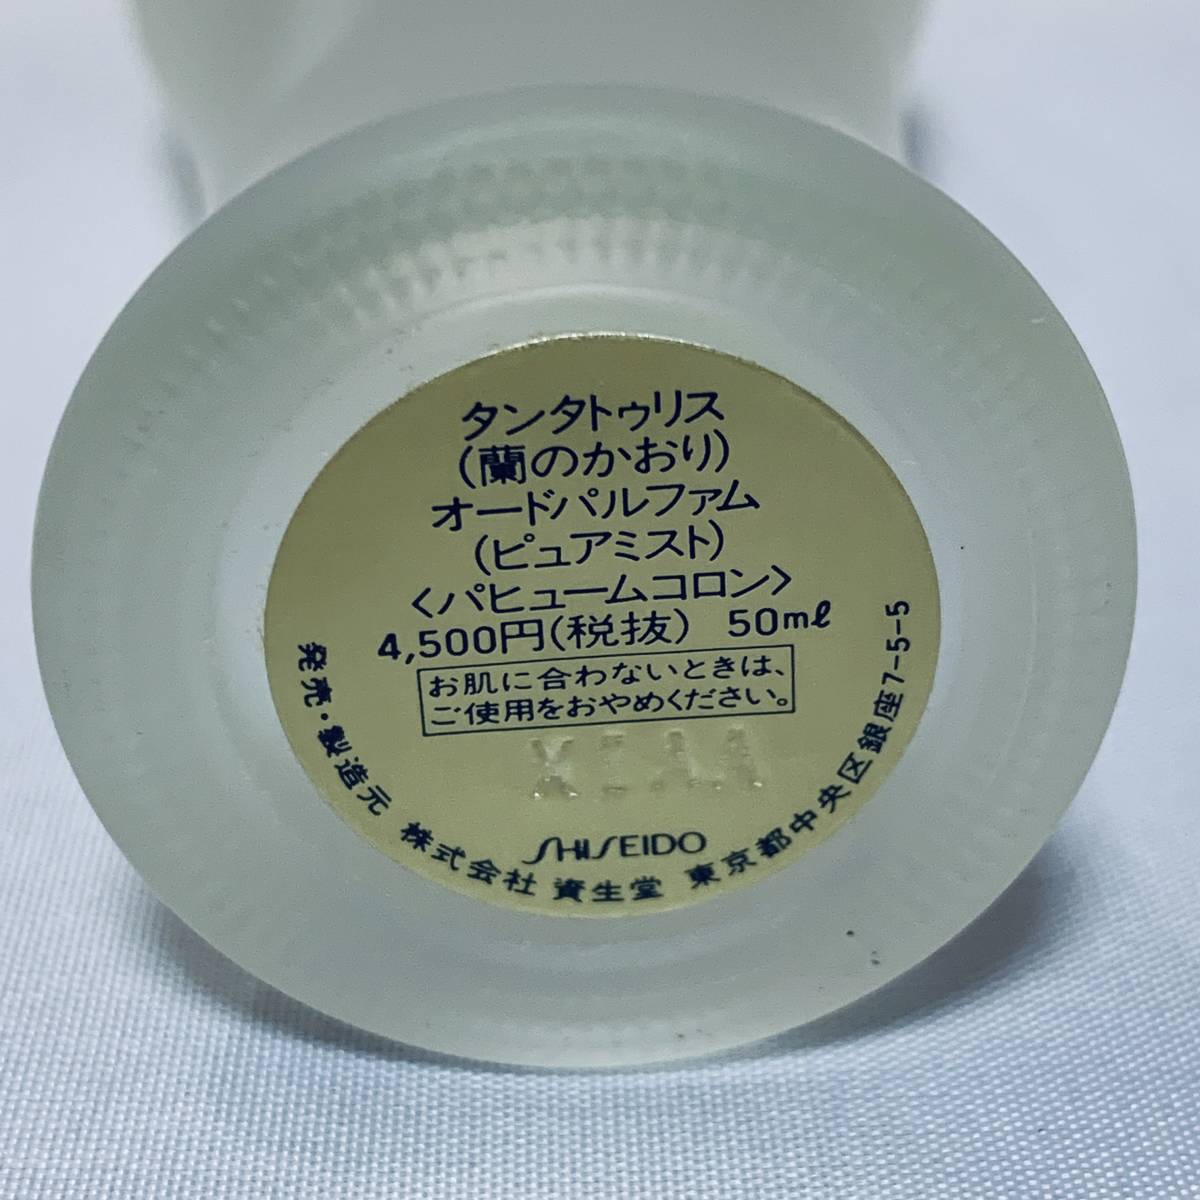 タンタトゥリス
(蘭のかおり)
オードパルファム
(ピュアミスト)
<パヒュームコロン>
4,500円(税抜) 50ml
お肌に合わないときは、
ご使用をおやめください。
SHISEIDO
発売・製造元 株式会社 資生堂 東京都中央区銀座7-5-5